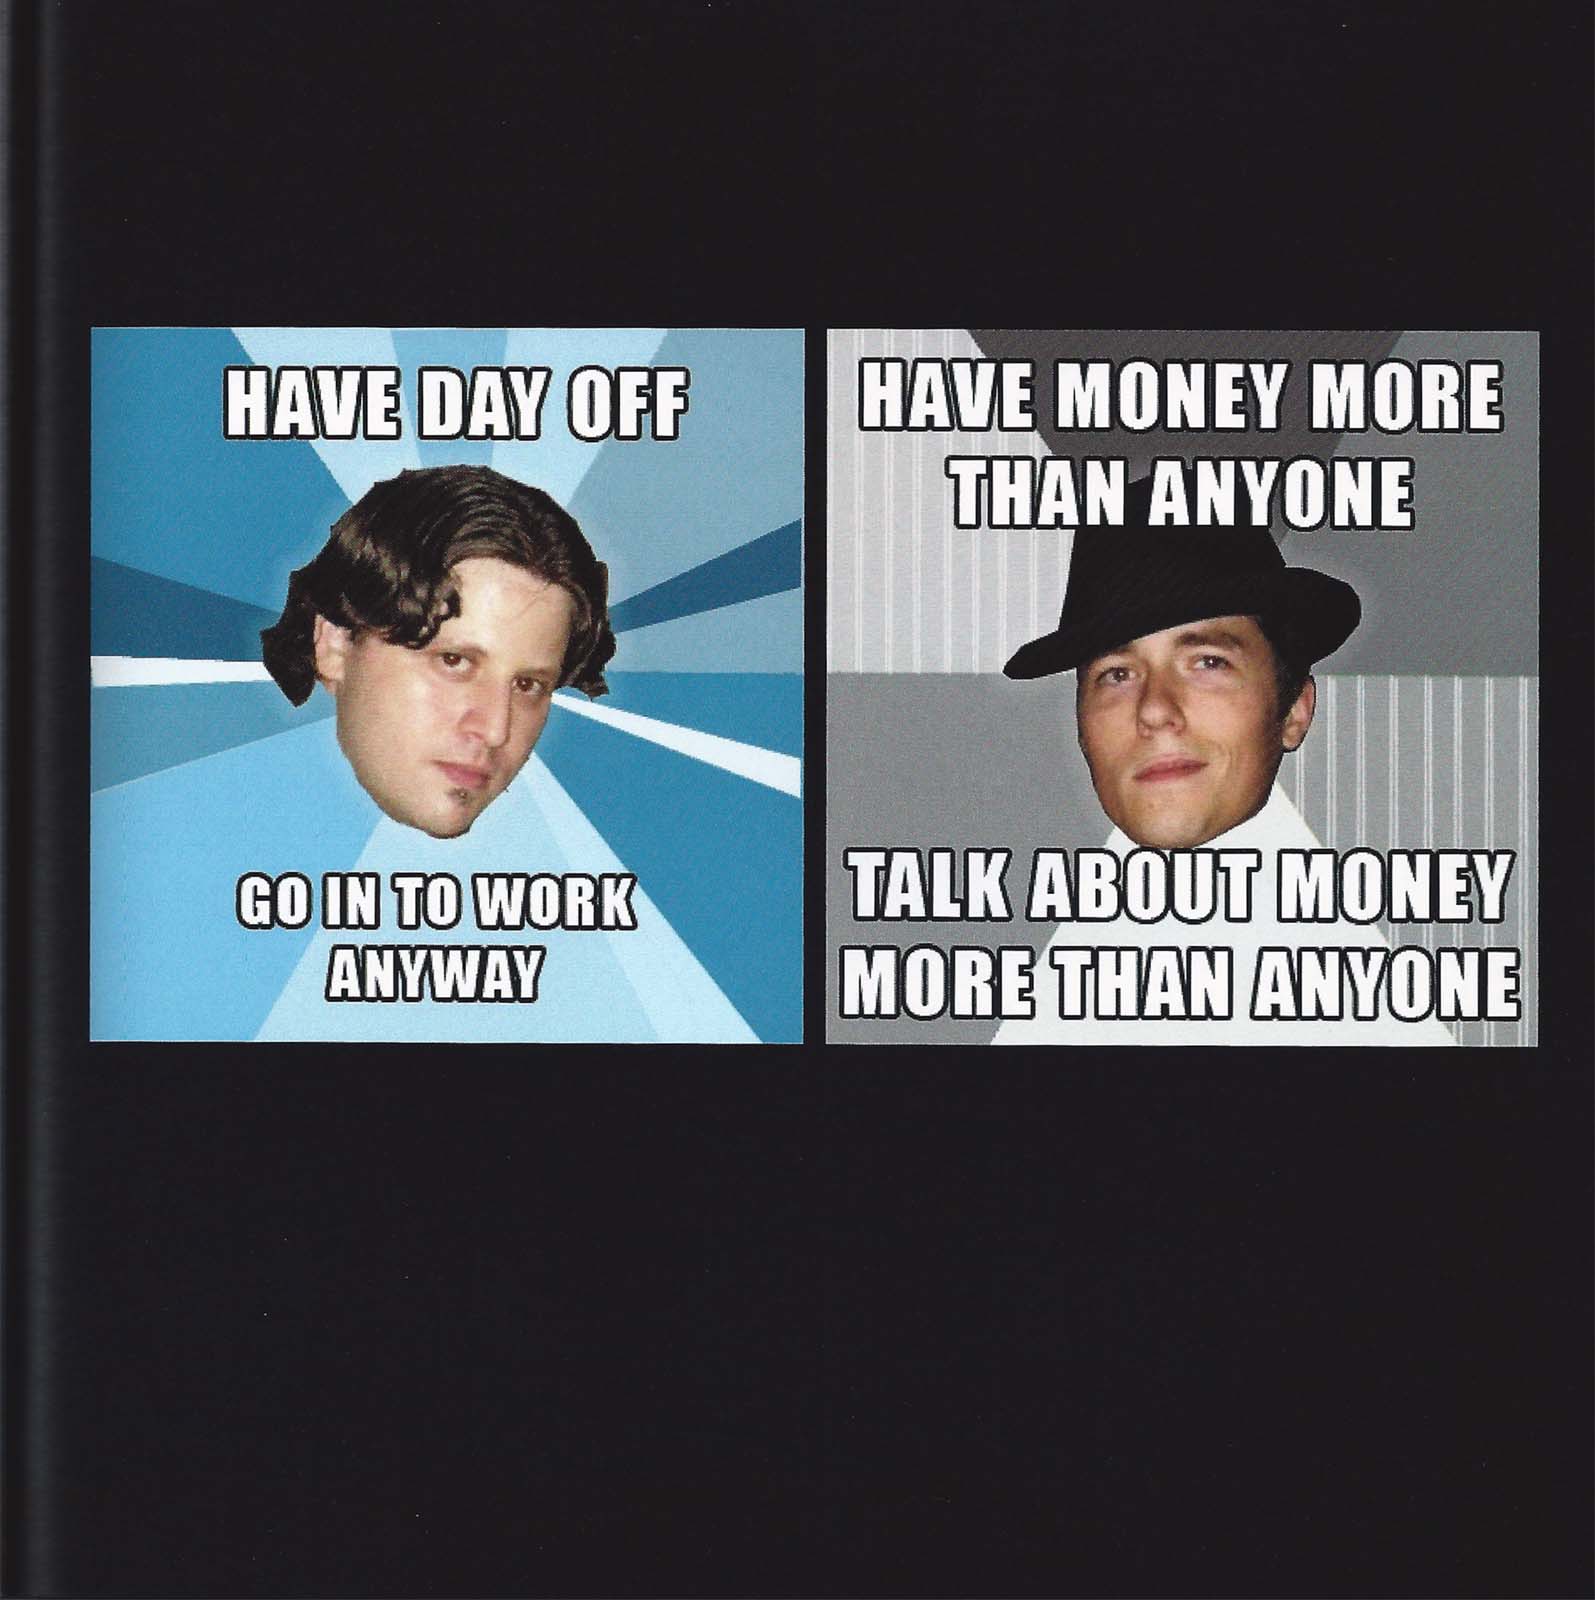 HAVE DAY OFF
GO IN TO WORK
ANYWAY
HAVE MONEY MORE
THAN ANYONE
TALK ABOUT MONEY
MORE THAN ANYONE